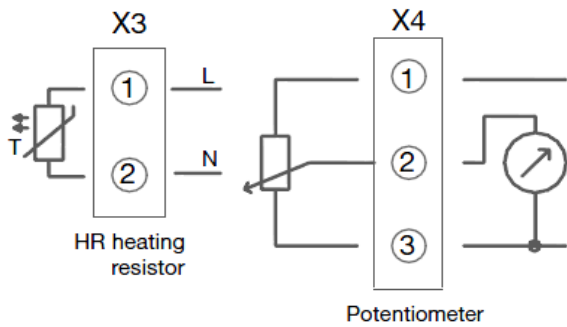 X3
1
L
T
2
N
HR heating
resistor
X4
1
2
3
Potentiometer